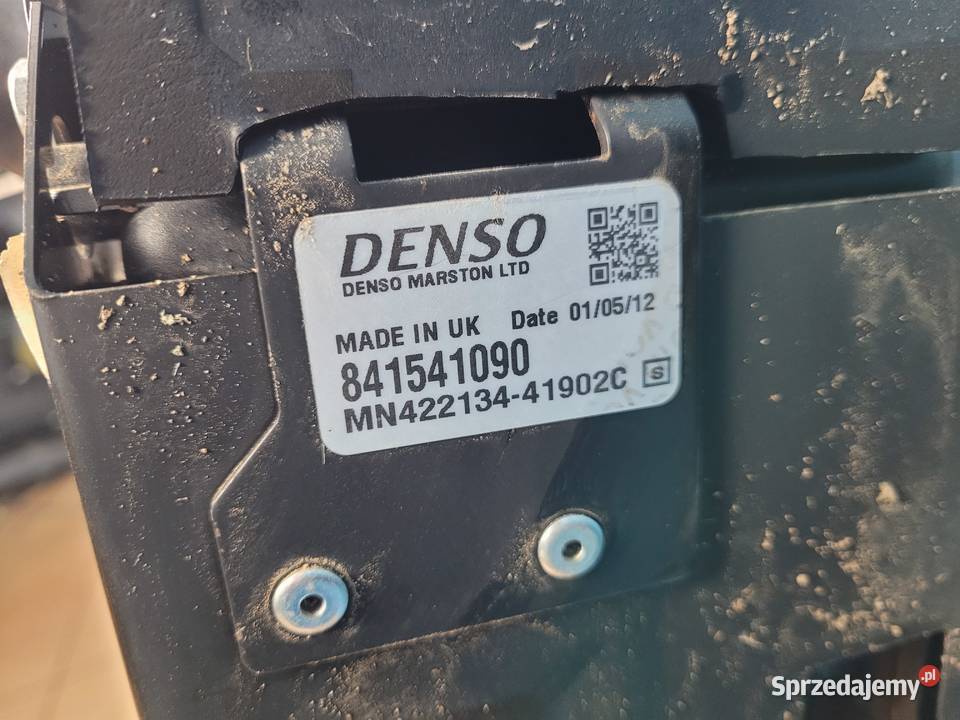 DENSO
DENSO MARSTON LTD
MADE IN UK Date 01/05/12
841541090
MN422134-41902C S
Sprzedajemy.pl